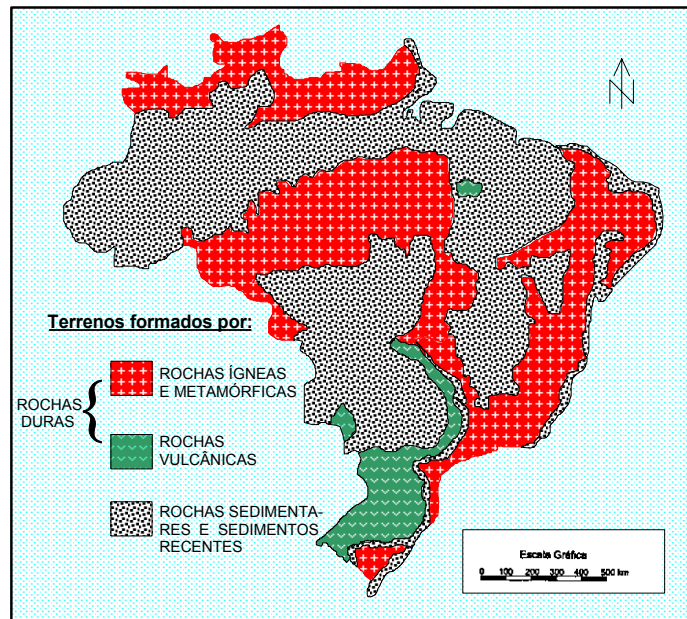 N
Terrenos formados por:
ROCHAS
DURAS
ROCHAS ÍGNEAS
E METAMÓRFICAS
ROCHAS
VULCÂNICAS
ROCHAS SEDIMENTA-
RES E SEDIMENTOS
RECENTES
Escala Gráfica
0 100 200 300 400 500 km